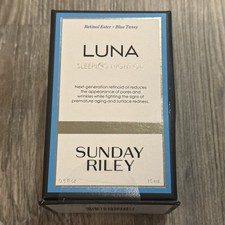 Retinol Ester + Blue Tansy
LUNA
Next-generation retinoid oil reduces
the appearance of pores and
wrinkles while fighting the signs of
premature aging and surface redness.
SUNDAY
RILEY